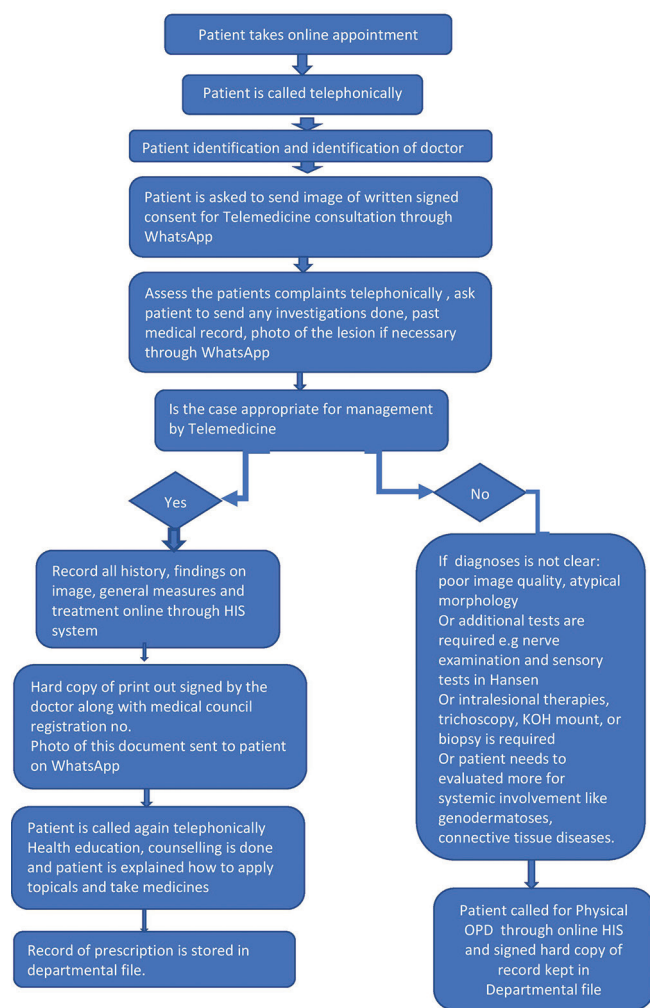 Patient takes online appointment
Patient is called telephonically
Patient identification and identification of doctor
Patient is asked to send image of written signed
consent for Telemedicine consultation through
WhatsApp
Assess the patients complaints telephonically , ask
patient to send any investigations done, past
medical record, photo of the lesion if necessary
through WhatsApp
Is the case appropriate for management
by Telemedicine
Yes
Record all history, findings on
image, general measures and
treatment online through HIS
system
Hard copy of print out signed by the
doctor along with medical council
registration no.
Photo of this document sent to patient
on WhatsApp
Patient is called again telephonically
Health education, counselling is done
and patient is explained how to apply
topicals and take medicines
Record of prescription is stored in
departmental file.
No
If diagnoses is not clear:
poor image quality, atypical
morphology
Or additional tests are
required e.g nerve
examination and sensory
tests in Hansen
Or intralesional therapies,
trichoscopy, KOH mount, or
biopsy is required
Or patient needs to
evaluated more for
systemic involvement like
genodermatoses,
connective tissue diseases.
Patient called for Physical
OPD through online HIS
and signed hard copy of
record kept in
Departmental file